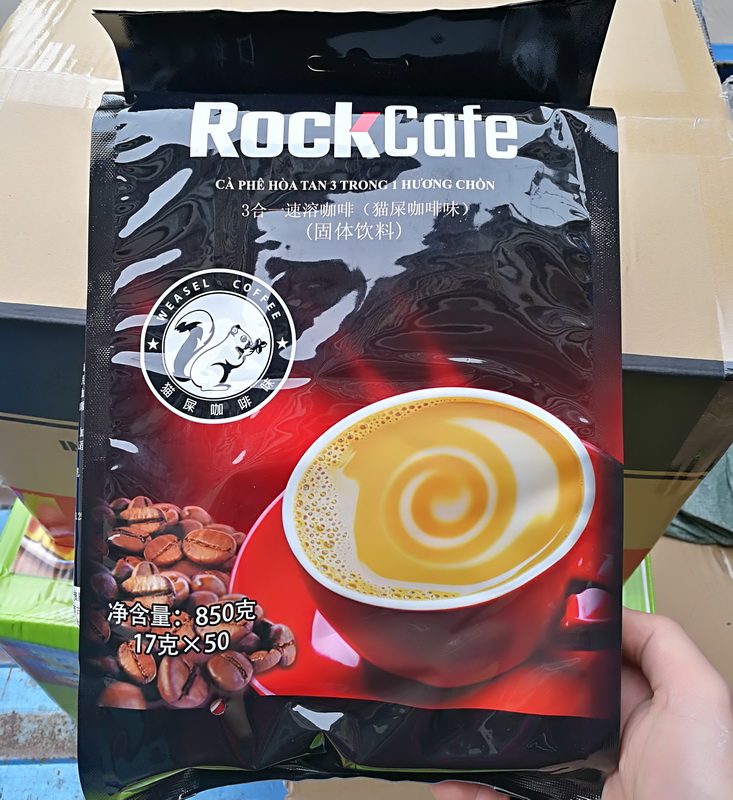 RockCafe
CÀ PHÊ HÒA TAN 3 TRONG 1 HƯƠNG CHỒN
3合一速溶咖啡（猫屎咖啡味）
(固体饮料)
★ WEASEL COFFEE ★
猫屎咖啡味
净含量：850克
17克×50